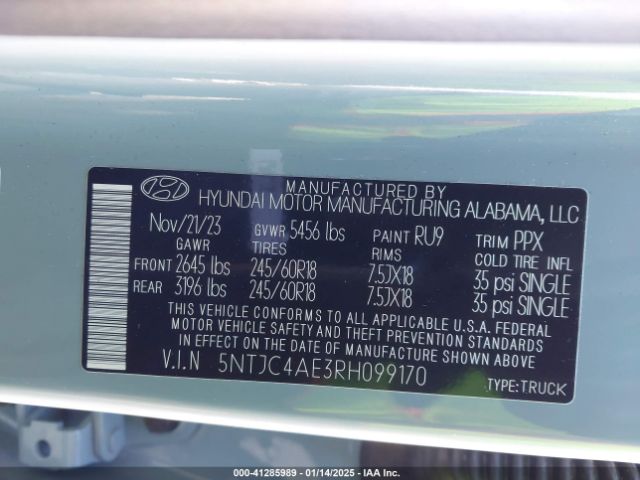 MANUFACTURED BY
HYUNDAI MOTOR MANUFACTURING ALABAMA, LLC
Nov/21/23 GVWR 5456 lbs PAINT RU9 TRIM PPX
GAWR TIRES RIMS COLD TIRE INFL
FRONT 2645 lbs 245/60R18 7.5JX18 35 psi SINGLE
REAR 3196 lbs 245/60R18 7.5JX18 35 psi SINGLE
THIS VEHICLE CONFORMS TO ALL APPLICABLE U.S.A. FEDERAL
MOTOR VEHICLE SAFETY AND THEFT PREVENTION STANDARDS
IN EFFECT ON THE DATE OF MANUFACTURE SHOWN ABOVE.
V.I.N 5NTJC4AE3RH099170 TYPE:TRUCK
000-41285989 - 01/14/2025 - IAA Inc.